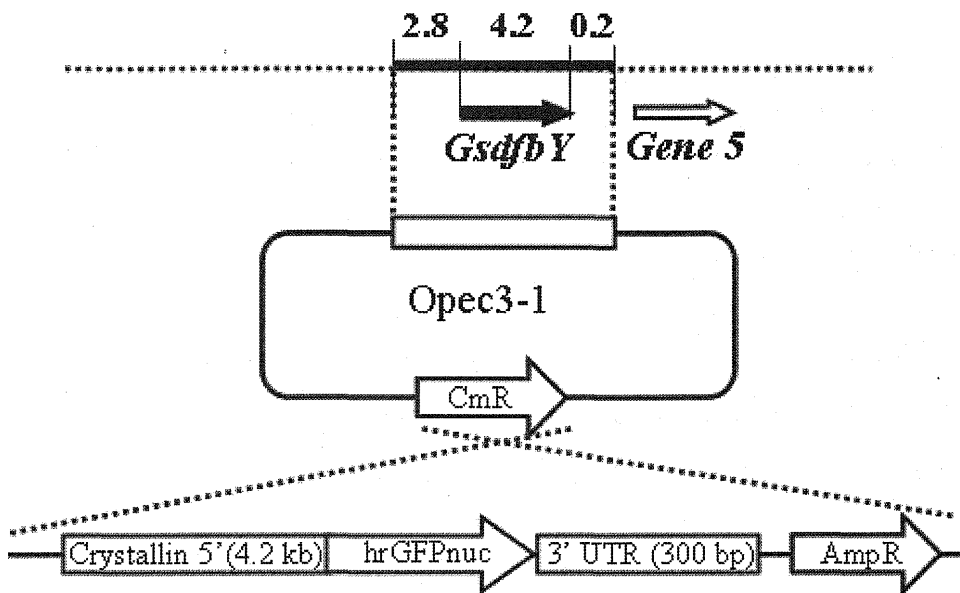 2.8 4.2 0.2
Gsdfb Y Gene 5
Opec3-1
CmR
Crystallin 5'(4.2 kb) hrGFPnuc 3' UTR (300 bp) AmpR